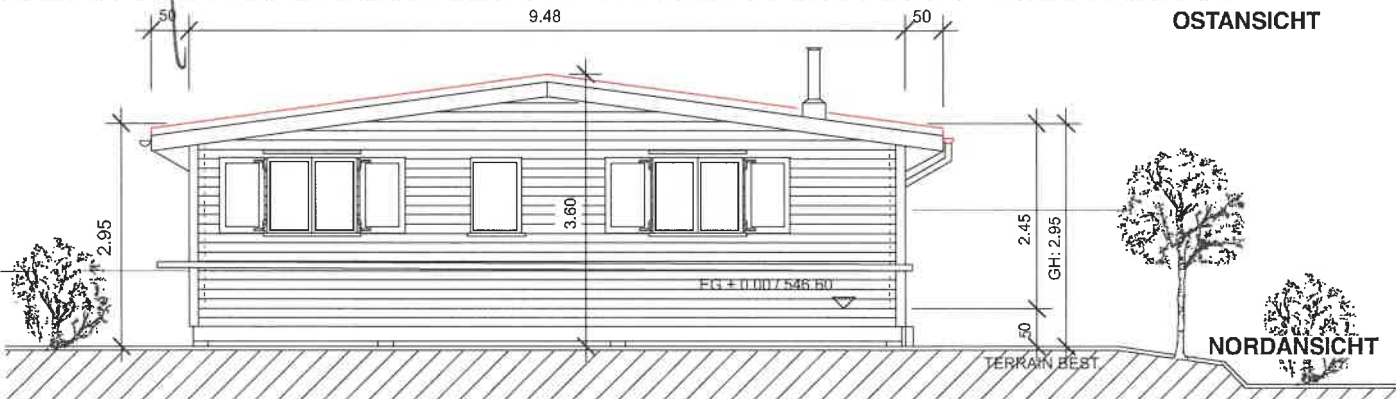 50
9.48
50
OSTANSICHT
2.95
3.60
2.45
GH: 2.95
EG + 0.00 / 546.60
50
TERRAIN BEST.
NORDANSICHT